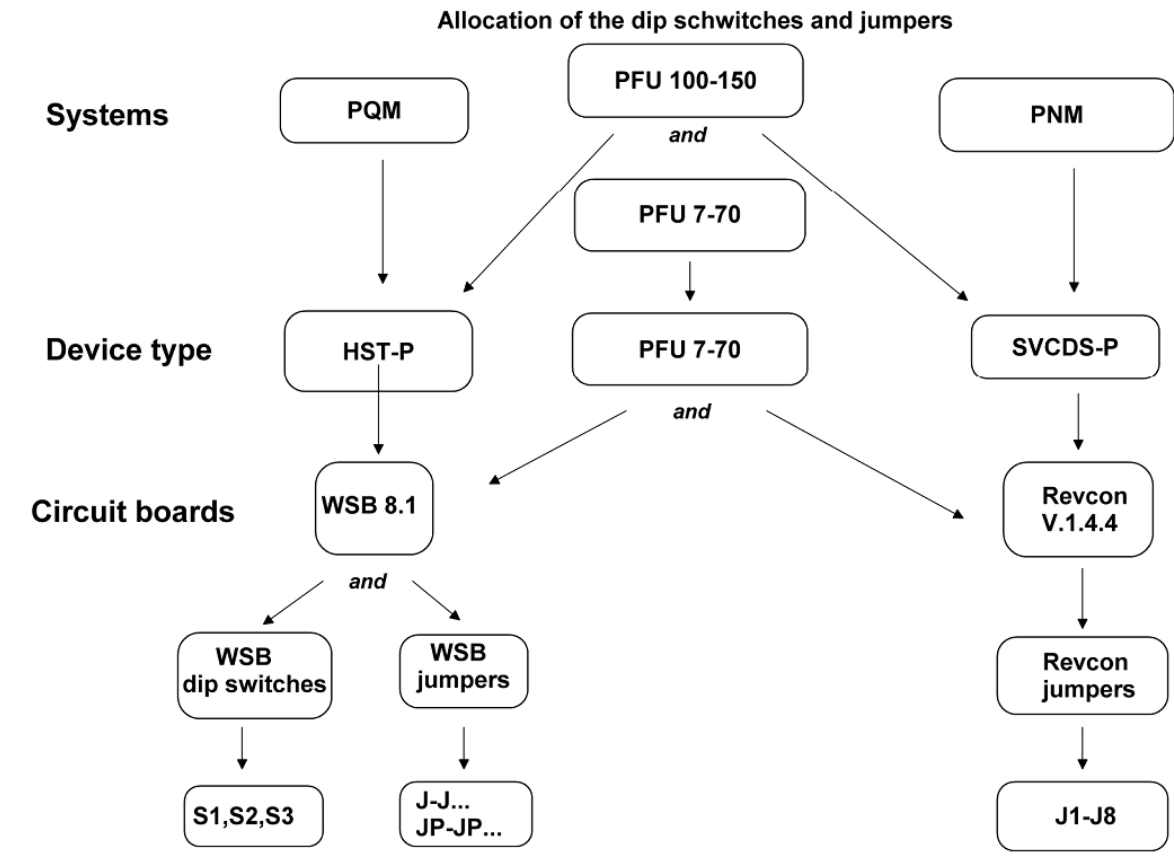 Allocation of the dip schwitches and jumpers
Systems
PQM
PFU 100-150
PNM
and
PFU 7-70
Device type
HST-P
PFU 7-70
SVCDS-P
and
Circuit boards
WSB 8.1
Revcon
V.1.4.4
and
WSB
dip switches
WSB
jumpers
Revcon
jumpers
S1,S2,S3
J-J...
JP-JP...
J1-J8